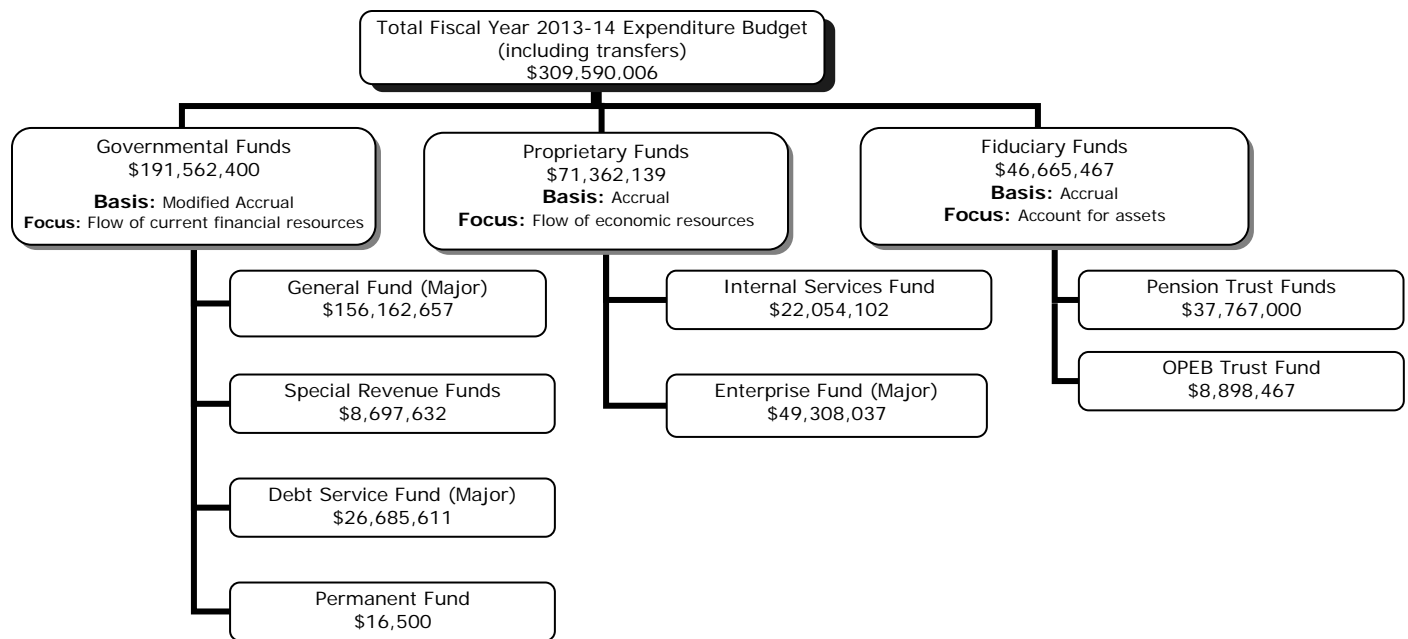 Total Fiscal Year 2013-14 Expenditure Budget
(including transfers)
$309,590,006
Governmental Funds
$191,562,400
Basis: Modified Accrual
Focus: Flow of current financial resources
Proprietary Funds
$71,362,139
Basis: Accrual
Focus: Flow of economic resources
Fiduciary Funds
$46,665,467
Basis: Accrual
Focus: Account for assets
General Fund (Major)
$156,162,657
Special Revenue Funds
$8,697,632
Debt Service Fund (Major)
$26,685,611
Permanent Fund
$16,500
Internal Services Fund
$22,054,102
Enterprise Fund (Major)
$49,308,037
Pension Trust Funds
$37,767,000
OPEB Trust Fund
$8,898,467